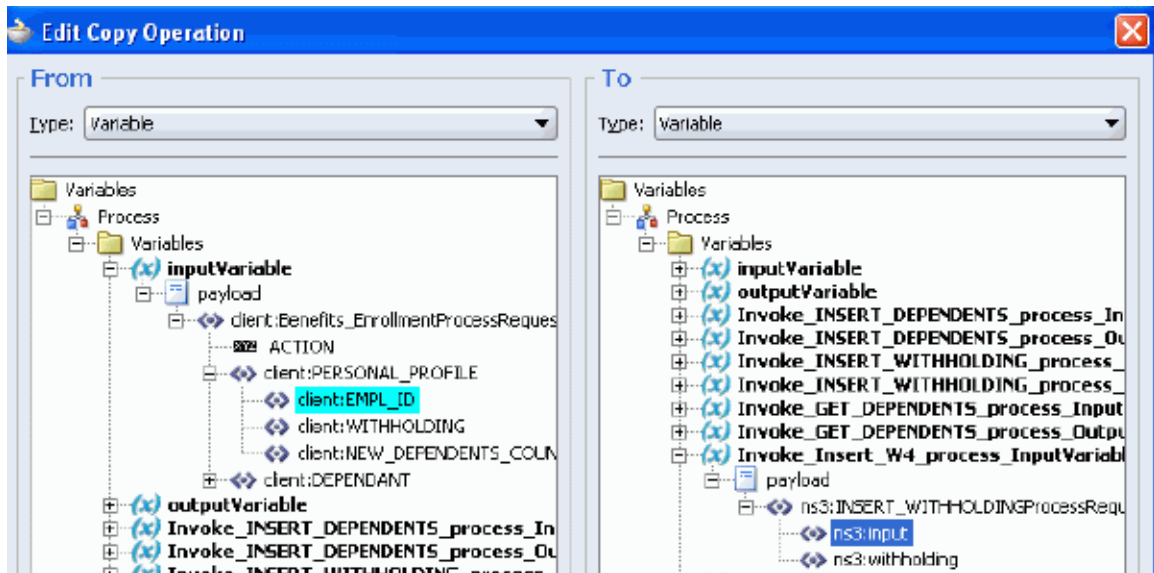 Edit Copy Operation
From
Type: Variable
Variables
Process
Variables
inputVariable
payload
client:Benefits_EnrollmentProcessReques
ACTION
client:PERSONAL_PROFILE
client:EMPL_ID
client:WITHHOLDING
client:NEW_DEPENDENTS_COUN
client:DEPENDANT
outputVariable
Invoke_INSERT_DEPENDENTS_process_In
Invoke_INSERT_DEPENDENTS_process_Ou
Invoke_INSERT_WITHHOLDING_process_
To
Type: Variable
Variables
Process
Variables
inputVariable
outputVariable
Invoke_INSERT_DEPENDENTS_process_In
Invoke_INSERT_DEPENDENTS_process_Ou
Invoke_INSERT_WITHHOLDING_process_
Invoke_INSERT_WITHHOLDING_process_
Invoke_GET_DEPENDENTS_process_Input
Invoke_GET_DEPENDENTS_process_Outpu
Invoke_Insert_W4_process_InputVariabl
payload
ns3:INSERT_WITHHOLDINGProcessRequ
ns3:input
ns3:withholding